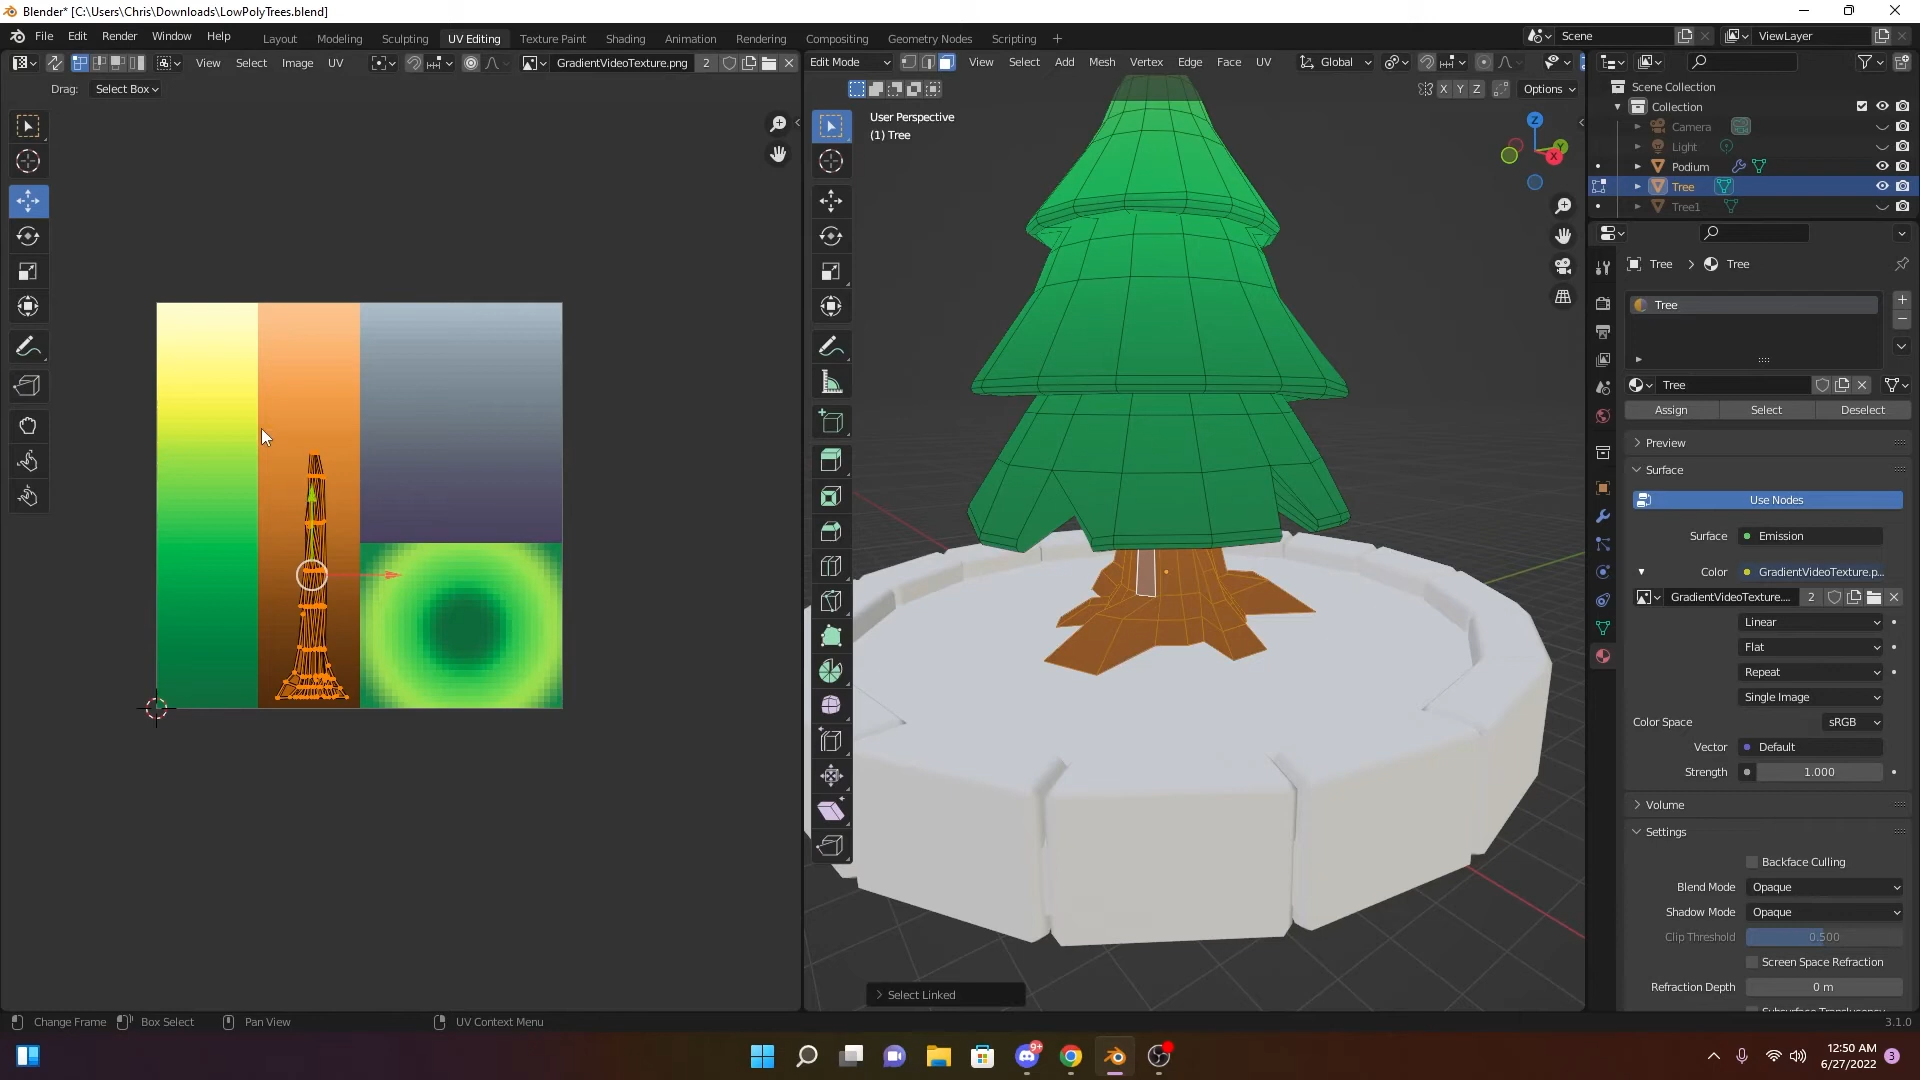 Blender* [C:\Users\Chris\Downloads\LowPolyTrees.blend]
File Edit Render Window Help Layout Modeling Sculpting UV Editing Texture Paint Shading Animation Rendering Compositing Geometry Nodes Scripting + Scene ViewLayer
View Select Image UV GradientVideoTexture.png 2
Drag: Select Box
Edit Mode View Select Add Mesh Vertex Edge Face UV Global
X Y Z Options
User Perspective
(1) Tree
Z
Y
X
Select Linked
Scene Collection
Collection
Camera
Light
Podium
Tree
Tree1
Tree > Tree
Tree
Tree
Assign Select Deselect
Preview
Surface
Use Nodes
Surface Emission
Color GradientVideoTexture.p...
GradientVideoTexture.... 2
Linear
Flat
Repeat
Single Image
Color Space sRGB
Vector Default
Strength 1.000
Volume
Settings
Backface Culling
Blend Mode Opaque
Shadow Mode Opaque
Clip Threshold 0.500
Screen Space Refraction
Refraction Depth 0 m
Change Frame Box Select Pan View UV Context Menu 3.1.0
9+
12:50 AM
6/27/2022
3